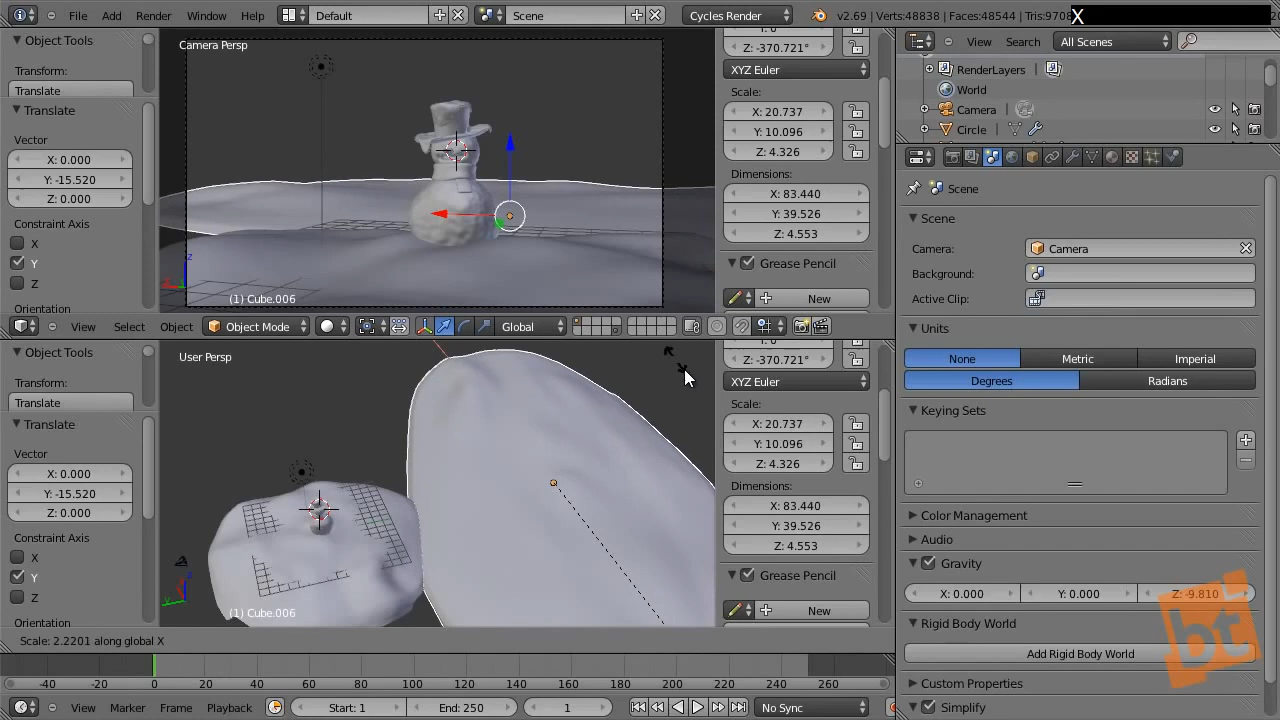 File Add Render Window Help Default Scene Cycles Render v2.69 | Verts:48838 | Faces:48544 | Tris:9708 X
Object Tools
Transform:
Translate
Translate
Vector
X: 0.000
Y: -15.520
Z: 0.000
Constraint Axis
X
Y
Z
Orientation
Camera Persp
(1) Cube.006
Z: -370.721°
XYZ Euler
Scale:
X: 20.737
Y: 10.096
Z: 4.326
Dimensions:
X: 83.440
Y: 39.526
Z: 4.553
Grease Pencil
New
View Select Object Object Mode Global
Object Tools
Transform:
Translate
Translate
Vector
X: 0.000
Y: -15.520
Z: 0.000
Constraint Axis
X
Y
Z
Orientation
User Persp
(1) Cube.006
Z: -370.721°
XYZ Euler
Scale:
X: 20.737
Y: 10.096
Z: 4.326
Dimensions:
X: 83.440
Y: 39.526
Z: 4.553
Grease Pencil
New
Scale: 2.2201 along global X
-40 -20 0 20 40 60 80 100 120 140 160 180 200 220 240 260
View Marker Frame Playback Start: 1 End: 250 1 No Sync
View Search All Scenes
RenderLayers |
World
Camera |
Circle |
Scene
Scene
Camera: Camera
Background:
Active Clip:
Units
None Metric Imperial
Degrees Radians
Keying Sets
Color Management
Audio
Gravity
X: 0.000 Y: 0.000 Z: -9.810
Rigid Body World
Add Rigid Body World
Custom Properties
Simplify
bt